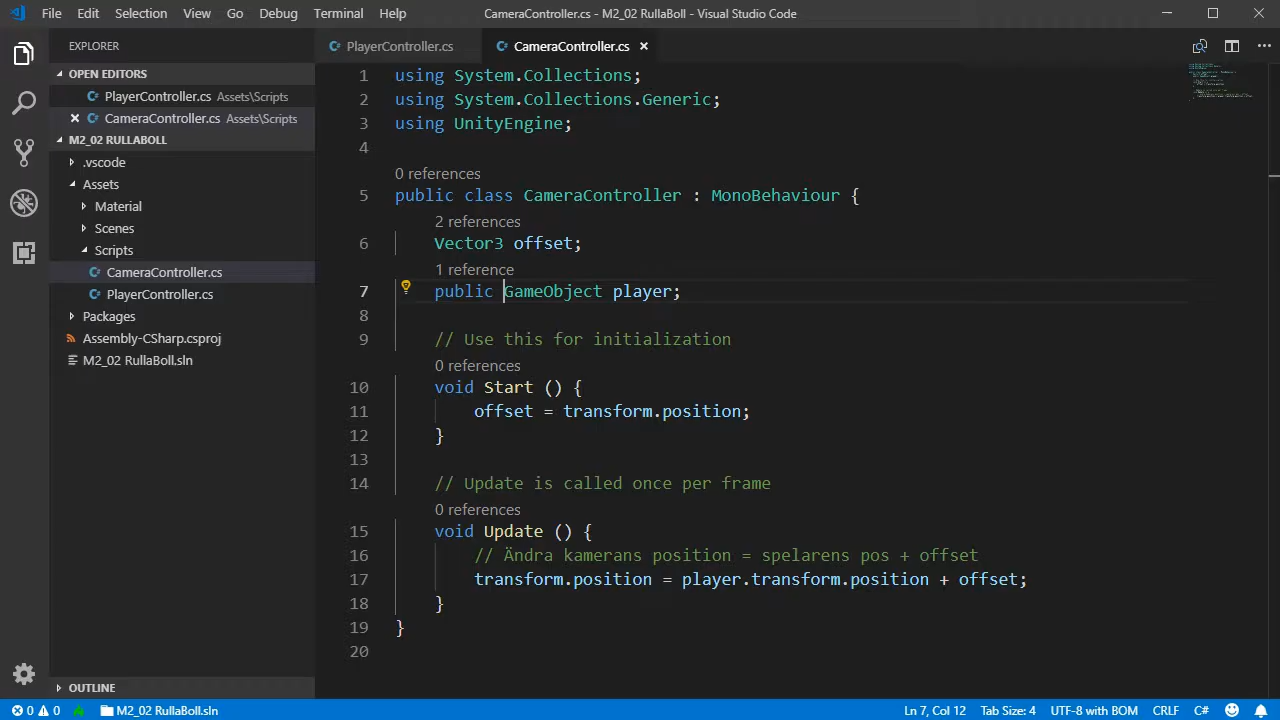 File Edit Selection View Go Debug Terminal Help
CameraController.cs - M2_02 RullaBoll - Visual Studio Code
EXPLORER
OPEN EDITORS
PlayerController.cs Assets\Scripts
CameraController.cs Assets\Scripts
M2_02 RULLABOLL
.vscode
Assets
Material
Scenes
Scripts
CameraController.cs
PlayerController.cs
Packages
Assembly-CSharp.csproj
M2_02 RullaBoll.sln
OUTLINE
PlayerController.cs
CameraController.cs
1 using System.Collections;
2 using System.Collections.Generic;
3 using UnityEngine;
4
0 references
5 public class CameraController : MonoBehaviour {
2 references
6 Vector3 offset;
1 reference
7 public GameObject player;
8
9 // Use this for initialization
0 references
10 void Start () {
11 offset = transform.position;
12 }
13
14 // Update is called once per frame
0 references
15 void Update () {
16 // Ändra kamerans position = spelarens pos + offset
17 transform.position = player.transform.position + offset;
18 }
19 }
20
0 0 M2_02 RullaBoll.sln Ln 7, Col 12 Tab Size: 4 UTF-8 with BOM CRLF C#